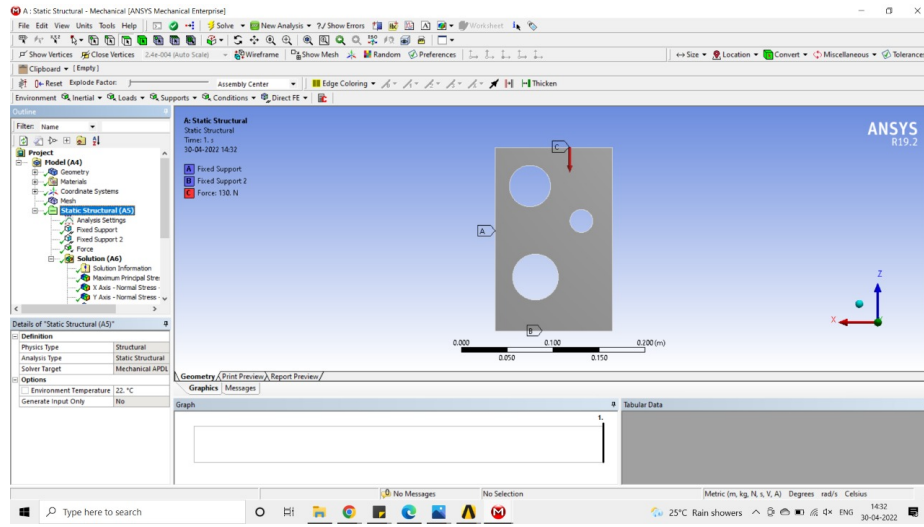 A : Static Structural - Mechanical [ANSYS Mechanical Enterprise]
File Edit View Units Tools Help Solve New Analysis ?/ Show Errors Worksheet
Show Vertices Close Vertices 2.4e-004 (Auto Scale) Wireframe Show Mesh Random Preferences Size Location Convert Miscellaneous Tolerances
Clipboard [Empty]
Reset Explode Factor: Assembly Center Edge Coloring Thicken
Environment Inertial Loads Supports Conditions Direct FE
Outline
Filter: Name
Project
Model (A4)
Geometry
Materials
Coordinate Systems
Mesh
Static Structural (A5)
Analysis Settings
Fixed Support
Fixed Support 2
Force
Solution (A6)
Solution Information
Maximum Principal Stre
X Axis - Normal Stress -
Y Axis - Normal Stress -
A: Static Structural
Static Structural
Time: 1. s
30-04-2022 14:32
A Fixed Support
B Fixed Support 2
C Force: 130. N
ANSYS
R19.2
C
A
B
Z
X
0.000 0.100 0.200 (m)
0.050 0.150
Details of "Static Structural (A5)"
Definition
Physics Type Structural
Analysis Type Static Structural
Solver Target Mechanical APDL
Options
Environment Temperature 22. °C
Generate Input Only No
Geometry Print Preview Report Preview
Graphics Messages
Graph
1.
Tabular Data
No Messages No Selection Metric (m, kg, N, s, V, A) Degrees rad/s Celsius
Type here to search
25°C Rain showers ENG 14:32
30-04-2022